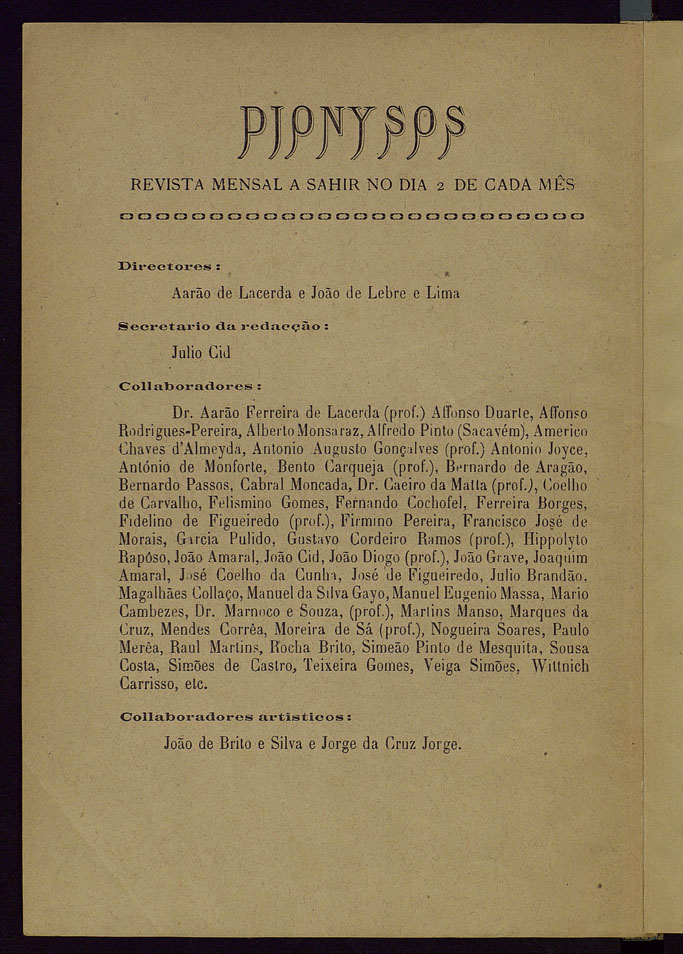 DIONYSOS
REVISTA MENSAL A SAHIR NO DIA 2 DE CADA MÊS
Directores:
Aarão de Lacerda e João de Lebre e Lima
Secretario da redacção:
Julio Cid
Collaboradores:
Dr. Aarão Ferreira de Lacerda (prof.) Affonso Duarte, Affonso
Rodrigues-Pereira, Alberto Monsaraz, Alfredo Pinto (Sacavém), Americo
Chaves d'Almeyda, Antonio Augusto Gonçalves (prof.) Antonio Joyce,
António de Monforte, Bento Carqueja (prof.), Bernardo de Aragão,
Bernardo Passos, Cabral Moncada, Dr. Caeiro da Matta (prof.), Coelho
de Carvalho, Felismino Gomes, Fernando Cochofel, Ferreira Borges,
Fidelino de Figueiredo (prof.), Firmino Pereira, Francisco José de
Morais, Garcia Pulido, Gustavo Cordeiro Ramos (prof.), Hippolyto
Rapôso, João Amaral, João Cid, João Diogo (prof.), João Grave, Joaquim
Amaral, José Coelho da Cunha, José de Figueiredo, Julio Brandão,
Magalhães Collaço, Manuel da Silva Gayo, Manuel Eugenio Massa, Mario
Cambezes, Dr. Marnoco e Souza, (prof.), Martins Manso, Marques da
Cruz, Mendes Corrêa, Moreira de Sá (prof.), Nogueira Soares, Paulo
Merêa, Raul Martins, Rocha Brito, Simeão Pinto de Mesquita, Sousa
Costa, Simões de Castro, Teixeira Gomes, Veiga Simões, Wittnich
Carrisso, etc.
Collaboradores artisticos:
João de Brito e Silva e Jorge da Cruz Jorge.